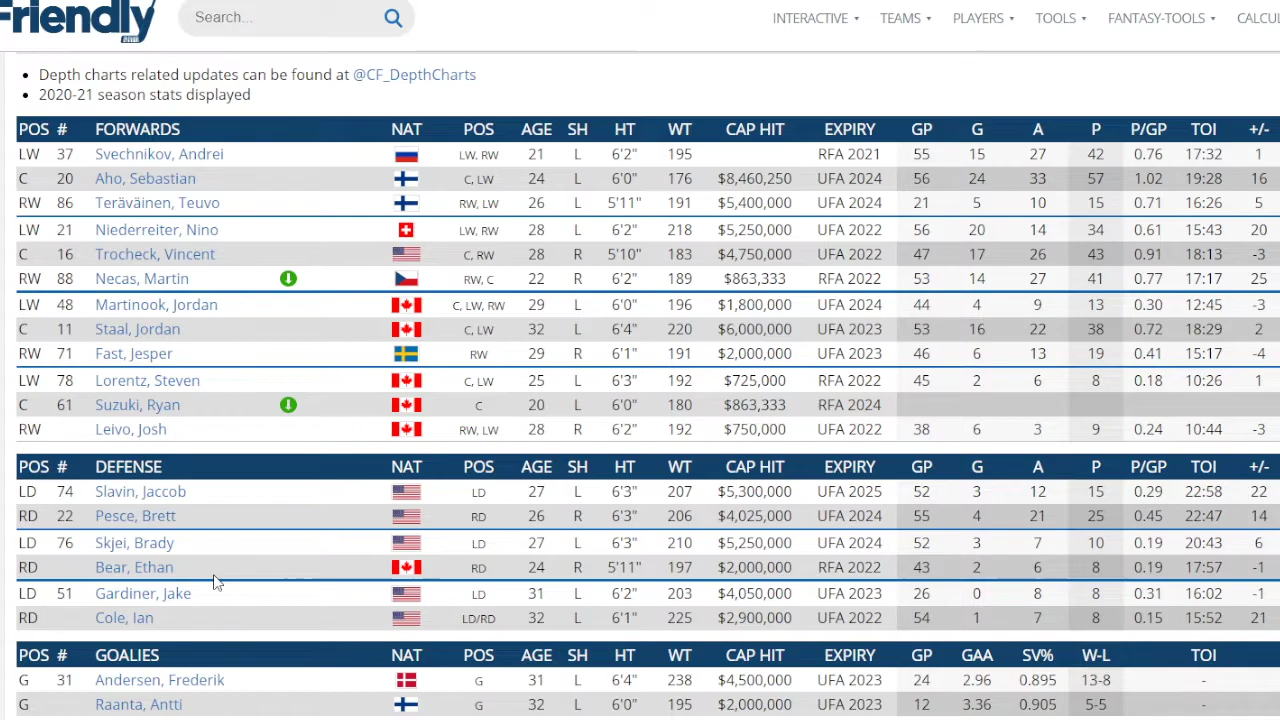 Friendly
Search...
INTERACTIVE TEAMS PLAYERS TOOLS FANTASY-TOOLS CALCUL
• Depth charts related updates can be found at @CF_DepthCharts
• 2020-21 season stats displayed
POS # FORWARDS NAT POS AGE SH HT WT CAP HIT EXPIRY GP G A P P/GP TOI +/-
LW 37 Svechnikov, Andrei LW, RW 21 L 6'2" 195 RFA 2021 55 15 27 42 0.76 17:32 1
C 20 Aho, Sebastian C, LW 24 L 6'0" 176 $8,460,250 UFA 2024 56 24 33 57 1.02 19:28 16
RW 86 Teräväinen, Teuvo RW, LW 26 L 5'11" 191 $5,400,000 UFA 2024 21 5 10 15 0.71 16:26 5
LW 21 Niederreiter, Nino LW, RW 28 L 6'2" 218 $5,250,000 UFA 2022 56 20 14 34 0.61 15:43 20
C 16 Trocheck, Vincent C, RW 28 R 5'10" 183 $4,750,000 UFA 2022 47 17 26 43 0.91 18:13 -3
RW 88 Necas, Martin RW, C 22 R 6'2" 189 $863,333 RFA 2022 53 14 27 41 0.77 17:17 25
LW 48 Martinook, Jordan C, LW, RW 29 L 6'0" 196 $1,800,000 UFA 2024 44 4 9 13 0.30 12:45 -3
C 11 Staal, Jordan C, LW 32 L 6'4" 220 $6,000,000 UFA 2023 53 16 22 38 0.72 18:29 2
RW 71 Fast, Jesper RW 29 R 6'1" 191 $2,000,000 UFA 2023 46 6 13 19 0.41 15:17 -4
LW 78 Lorentz, Steven C, LW 25 L 6'3" 192 $725,000 RFA 2022 45 2 6 8 0.18 10:26 1
C 61 Suzuki, Ryan C 20 L 6'0" 180 $863,333 RFA 2024
RW Leivo, Josh RW, LW 28 R 6'2" 192 $750,000 UFA 2022 38 6 3 9 0.24 10:44 -3
POS # DEFENSE NAT POS AGE SH HT WT CAP HIT EXPIRY GP G A P P/GP TOI +/-
LD 74 Slavin, Jaccob LD 27 L 6'3" 207 $5,300,000 UFA 2025 52 3 12 15 0.29 22:58 22
RD 22 Pesce, Brett RD 26 R 6'3" 206 $4,025,000 UFA 2024 55 4 21 25 0.45 22:47 14
LD 76 Skjei, Brady LD 27 L 6'3" 210 $5,250,000 UFA 2024 52 3 7 10 0.19 20:43 6
RD Bear, Ethan RD 24 R 5'11" 197 $2,000,000 RFA 2022 43 2 6 8 0.19 17:57 -1
LD 51 Gardiner, Jake LD 31 L 6'2" 203 $4,050,000 UFA 2023 26 0 8 8 0.31 16:02 -1
RD Cole, Ian LD/RD 32 L 6'1" 225 $2,900,000 UFA 2022 54 1 7 8 0.15 15:52 21
POS # GOALIES NAT POS AGE SH HT WT CAP HIT EXPIRY GP GAA SV% W-L TOI
G 31 Andersen, Frederik G 31 L 6'4" 238 $4,500,000 UFA 2023 24 2.96 0.895 13-8 -
G Raanta, Antti G 32 L 6'0" 195 $2,000,000 UFA 2023 12 3.36 0.905 5-5 -